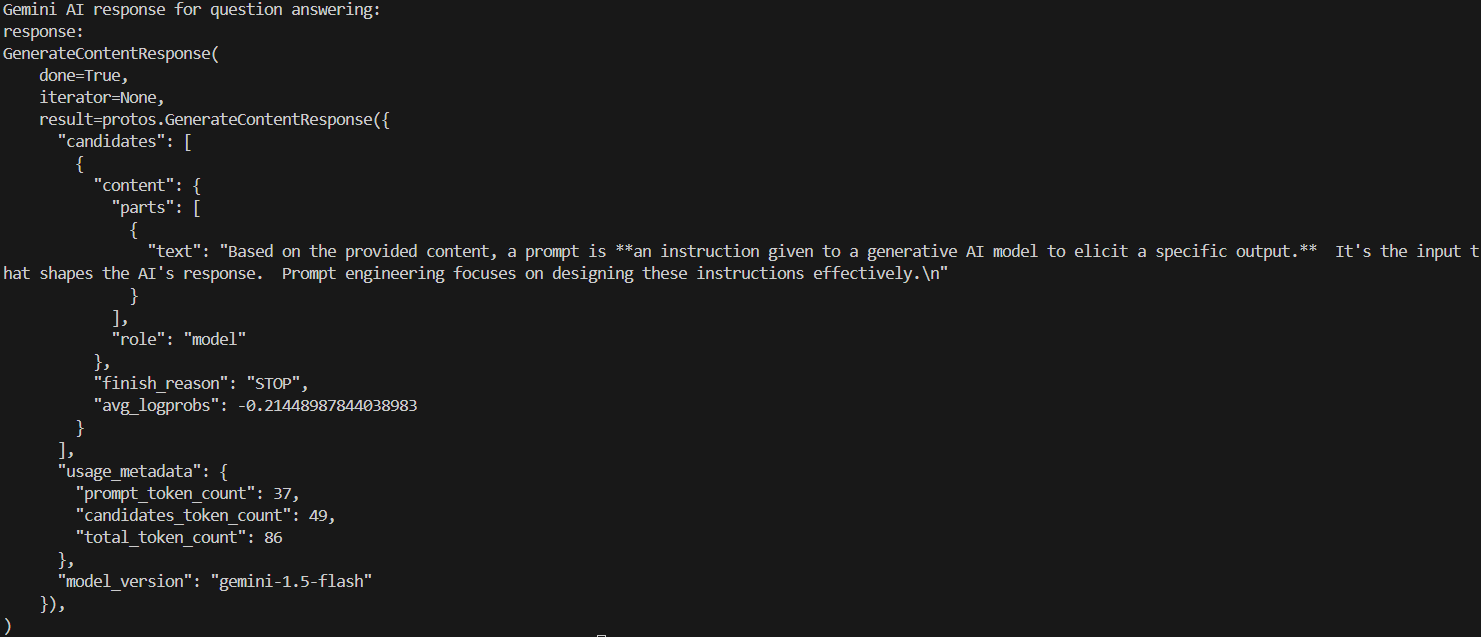 Gemini AI response for question answering:
response:
GenerateContentResponse(
    done=True,
    iterator=None,
    result=protos.GenerateContentResponse({
      "candidates": [
        {
          "content": {
            "parts": [
              {
                "text": "Based on the provided content, a prompt is **an instruction given to a generative AI model to elicit a specific output.**  It's the input t
hat shapes the AI's response.  Prompt engineering focuses on designing these instructions effectively.\n"
              }
            ],
            "role": "model"
          },
          "finish_reason": "STOP",
          "avg_logprobs": -0.21448987844038983
        }
      ],
      "usage_metadata": {
        "prompt_token_count": 37,
        "candidates_token_count": 49,
        "total_token_count": 86
      },
      "model_version": "gemini-1.5-flash"
    }),
)